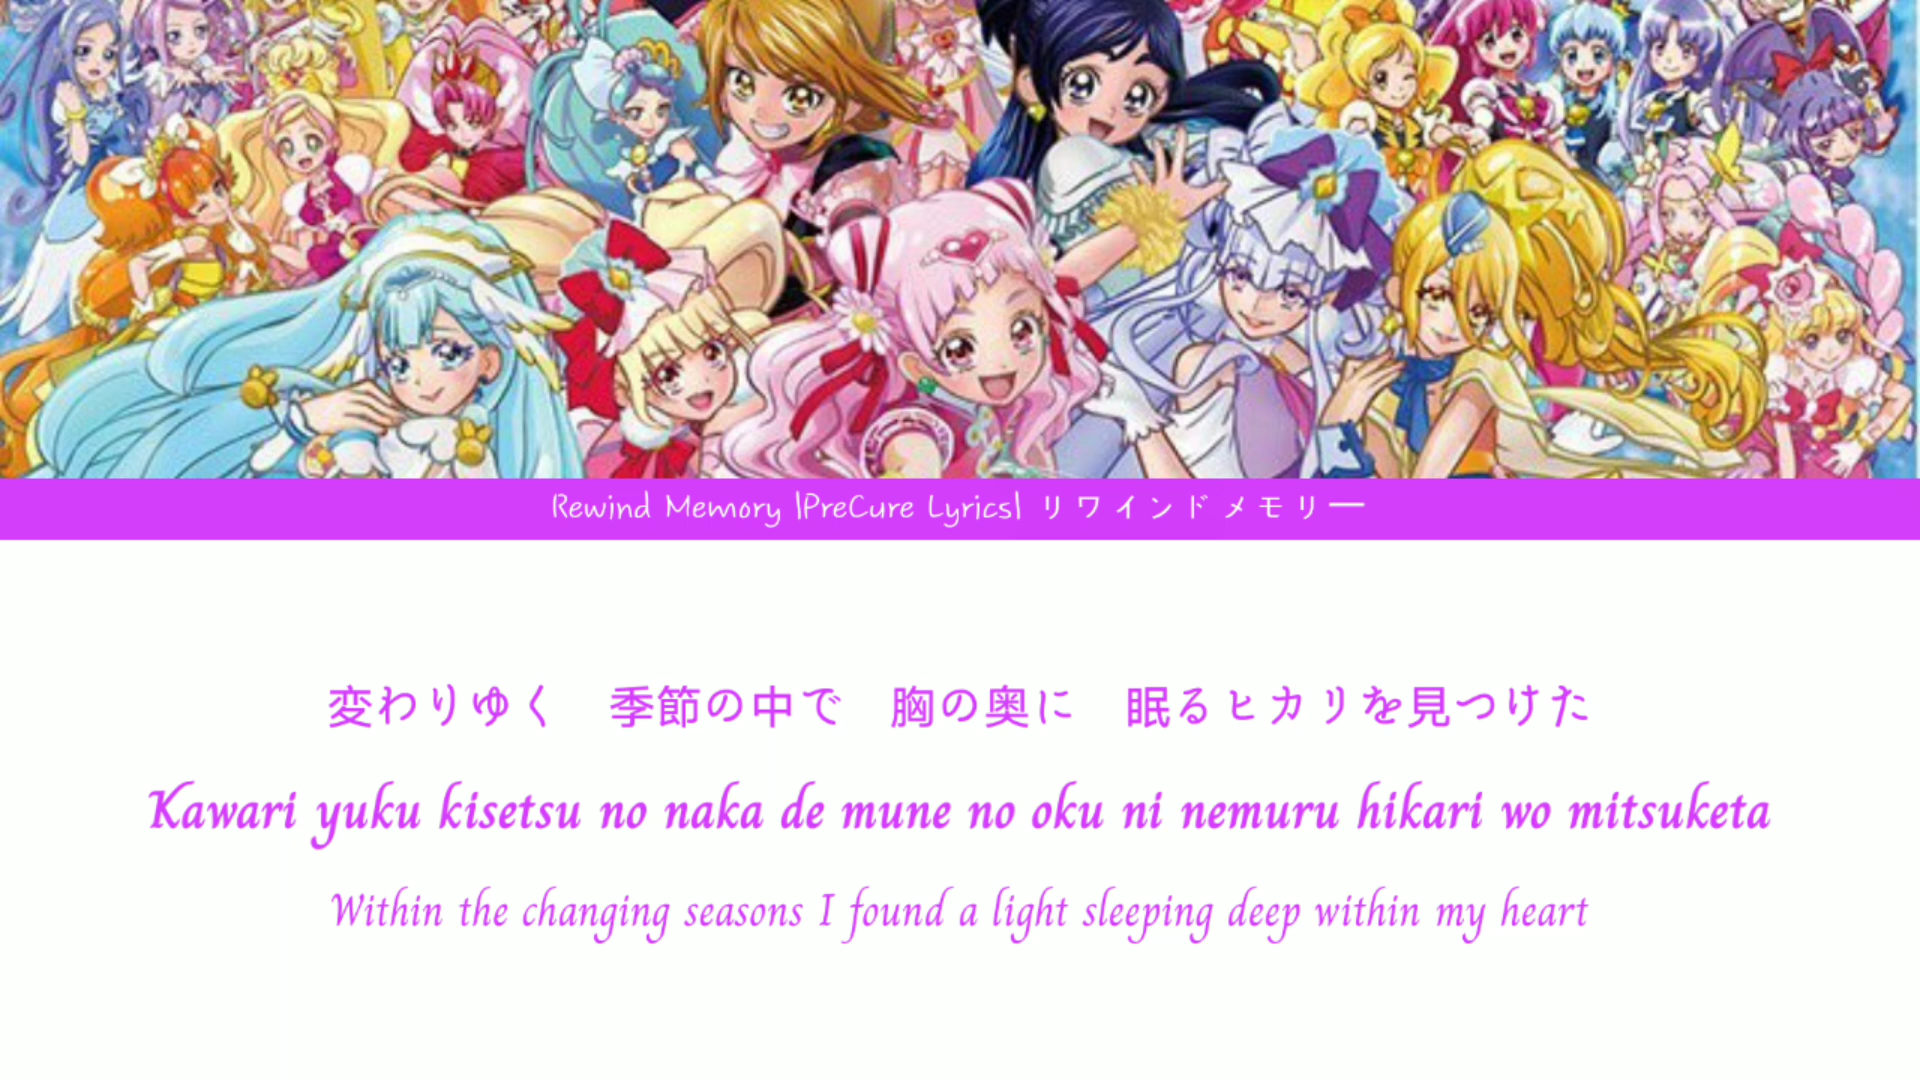 Rewind Memory |PreCure Lyrics| リワインドメモリー
変わりゆく　季節の中で　胸の奥に　眠るヒカリを見つけた
Kawari yuku kisetsu no naka de mune no oku ni nemuru hikari wo mitsuketa
Within the changing seasons I found a light sleeping deep within my heart